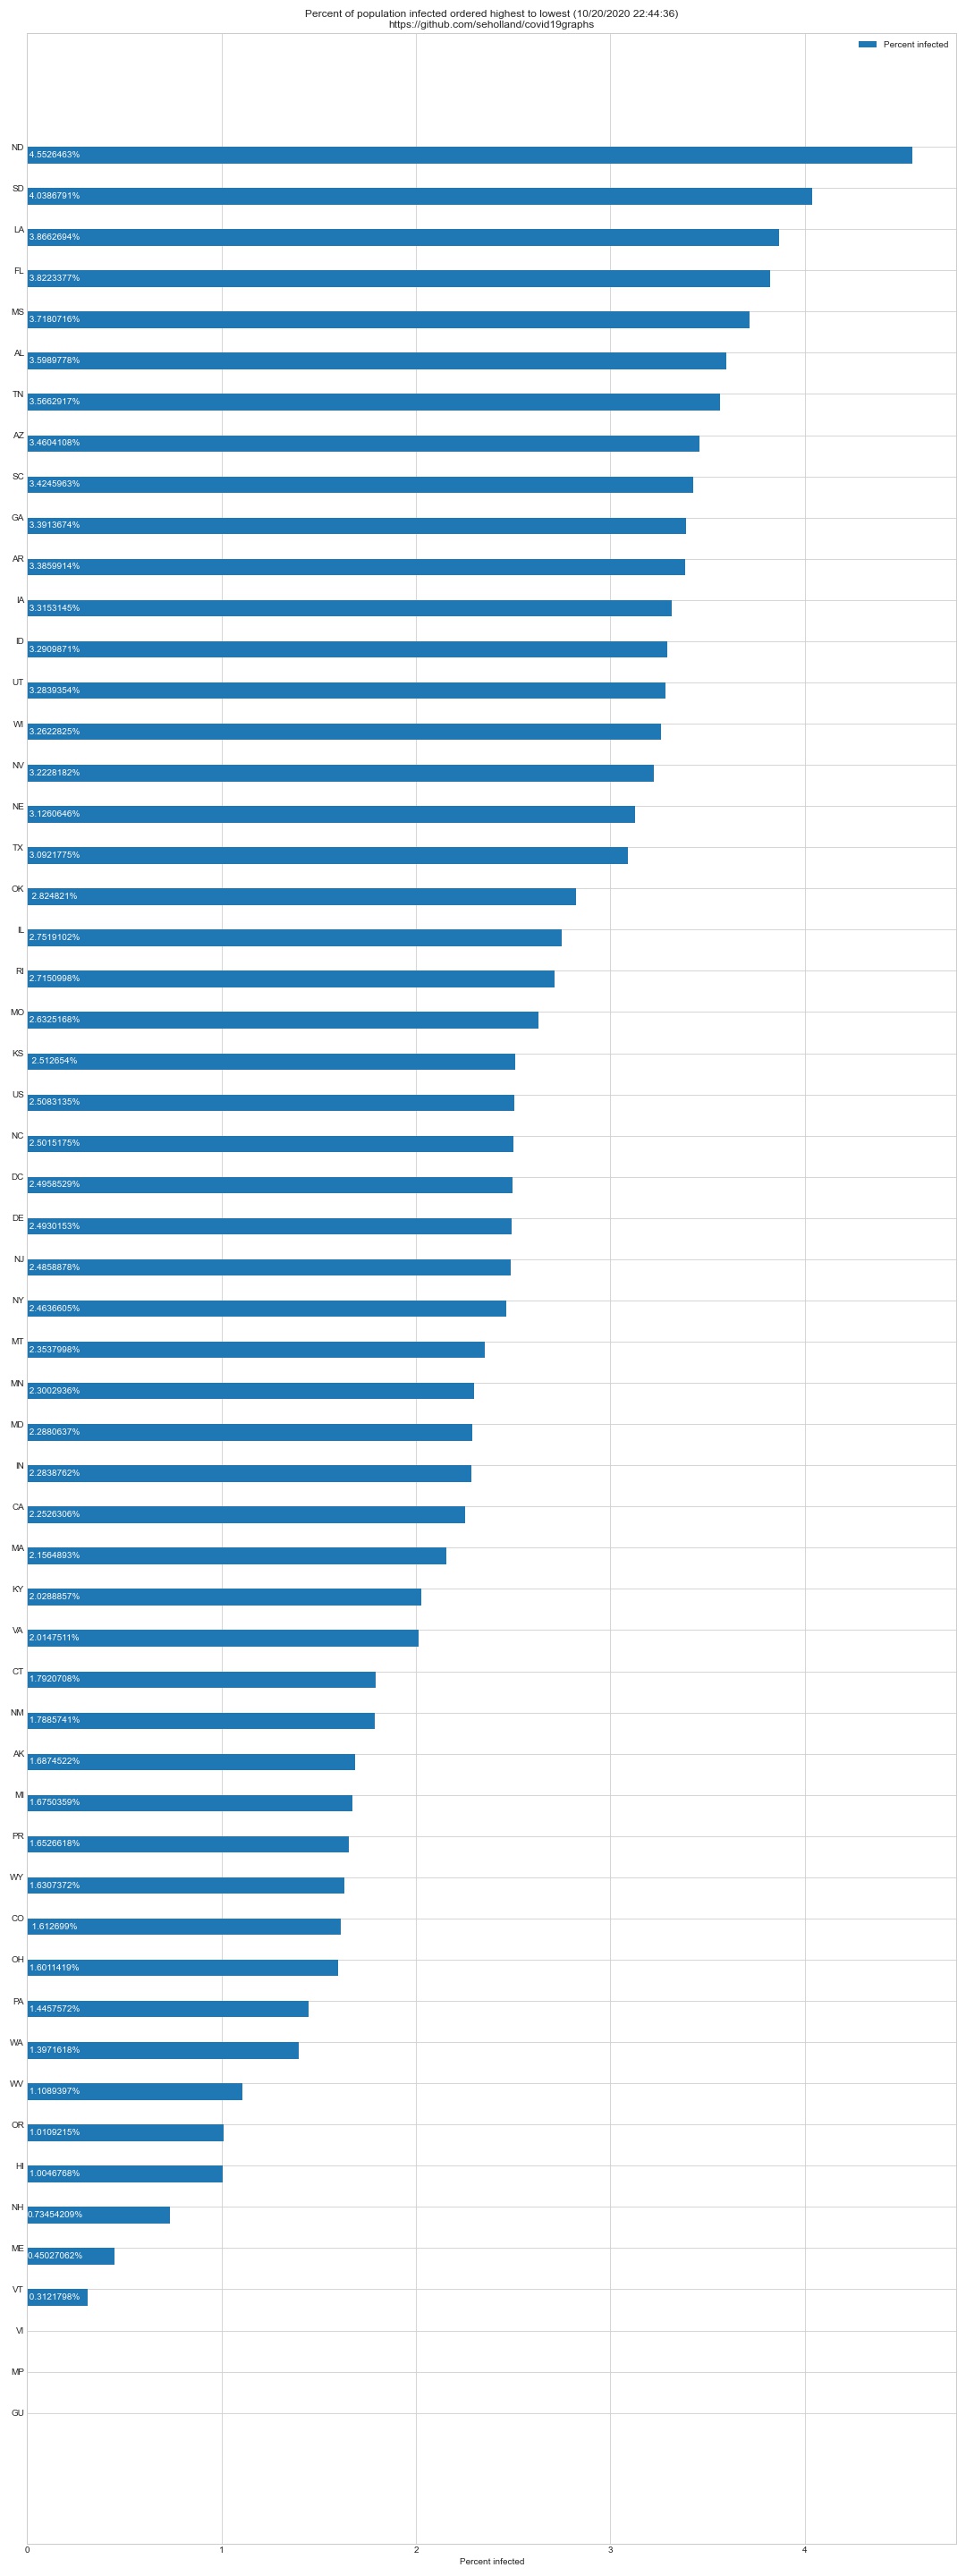 Percent of population infected ordered highest to lowest (10/20/2020 22:44:36)
https://github.com/seholland/covid19graphs
Percent infected
ND 4.5526463%
SD 4.0386791%
LA 3.8662694%
FL 3.8223377%
MS 3.7180716%
AL 3.5989778%
TN 3.5662917%
AZ 3.4604108%
SC 3.4245963%
GA 3.3913674%
AR 3.3859914%
IA 3.3153145%
ID 3.2909871%
UT 3.2839354%
WI 3.2622825%
NV 3.2228182%
NE 3.1260646%
TX 3.0921775%
OK 2.824821%
IL 2.7519102%
RI 2.7150998%
MO 2.6325168%
KS 2.512654%
US 2.5083135%
NC 2.5015175%
DC 2.4958529%
DE 2.4930153%
NJ 2.4858878%
NY 2.4636605%
MT 2.3537998%
MN 2.3002936%
MD 2.2880637%
IN 2.2838762%
CA 2.2526306%
MA 2.1564893%
KY 2.0288857%
VA 2.0147511%
CT 1.7920708%
NM 1.7885741%
AK 1.6874522%
MI 1.6750359%
PR 1.6526618%
WY 1.6307372%
CO 1.612699%
OH 1.6011419%
PA 1.4457572%
WA 1.3971618%
WV 1.1089397%
OR 1.0109215%
HI 1.0046768%
NH 0.73454209%
ME 0.45027062%
VT 0.3121798%
VI
MP
GU
0 1 2 3 4
Percent infected